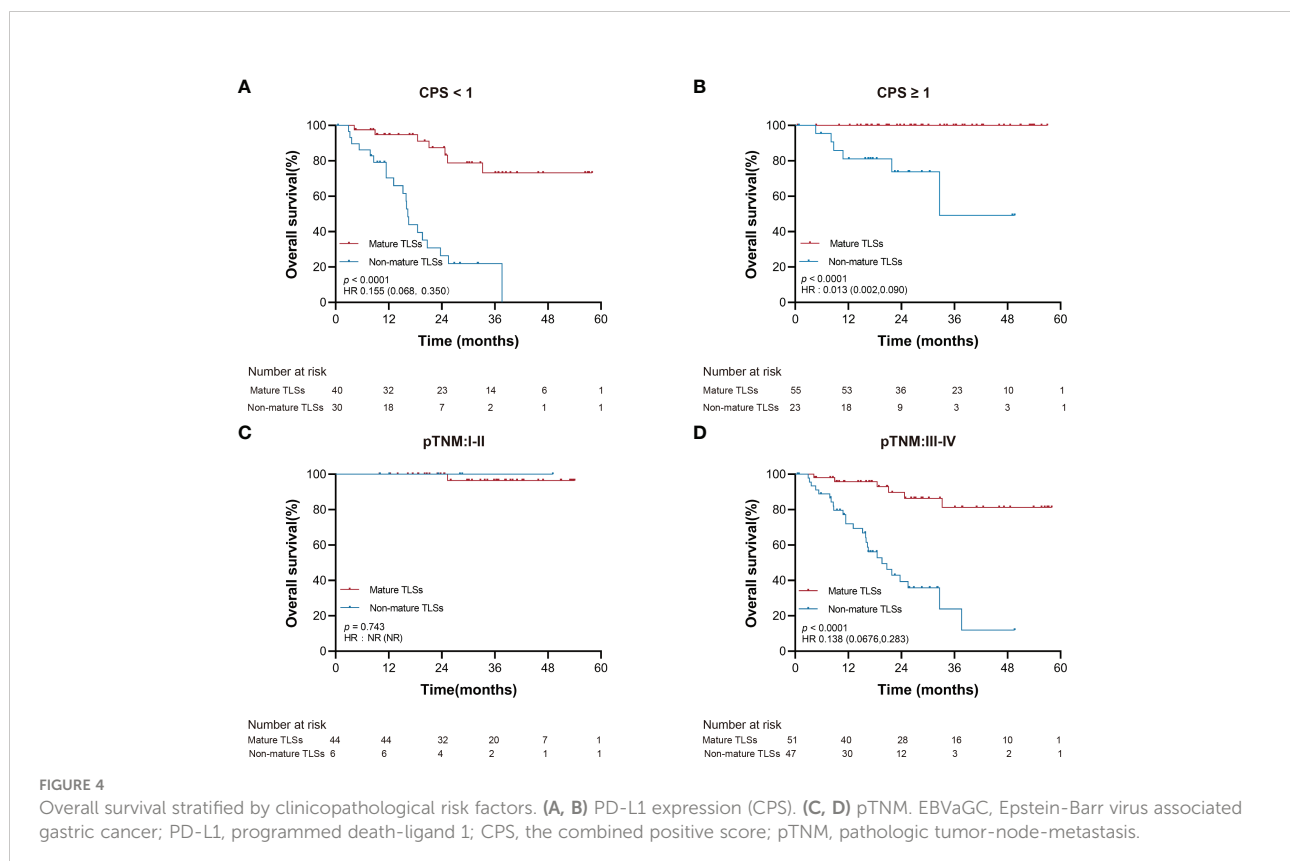 A
CPS < 1
Overall survival(%)
100
80
60
40
20
0
Mature TLSs
Non-mature TLSs
p < 0.0001
HR 0.155 (0.068, 0.350)
0 12 24 36 48 60
Time (months)
Number at risk
Mature TLSs 40 32 23 14 6 1
Non-mature TLSs 30 18 7 2 1 1
B
CPS ≥ 1
Overall survival(%)
100
80
60
40
20
0
Mature TLSs
Non-mature TLSs
p < 0.0001
HR : 0.013 (0.002,0.090)
0 12 24 36 48 60
Time (months)
Number at risk
Mature TLSs 55 53 36 23 10 1
Non-mature TLSs 23 18 9 3 3 1
C
pTNM:I-II
Overall survival(%)
100
80
60
40
20
0
Mature TLSs
Non-mature TLSs
p = 0.743
HR : NR (NR)
0 12 24 36 48 60
Time(months)
Number at risk
Mature TLSs 44 44 32 20 7 1
Non-mature TLSs 6 6 4 2 1 1
D
pTNM:III-IV
Overall survival(%)
100
80
60
40
20
0
Mature TLSs
Non-mature TLSs
p < 0.0001
HR 0.138 (0.0676,0.283)
0 12 24 36 48 60
Time (months)
Number at risk
Mature TLSs 51 40 28 16 10 1
Non-mature TLSs 47 30 12 3 2 1
FIGURE 4
Overall survival stratified by clinicopathological risk factors. (A, B) PD-L1 expression (CPS). (C, D) pTNM. EBVaGC, Epstein-Barr virus associated
gastric cancer; PD-L1, programmed death-ligand 1; CPS, the combined positive score; pTNM, pathologic tumor-node-metastasis.